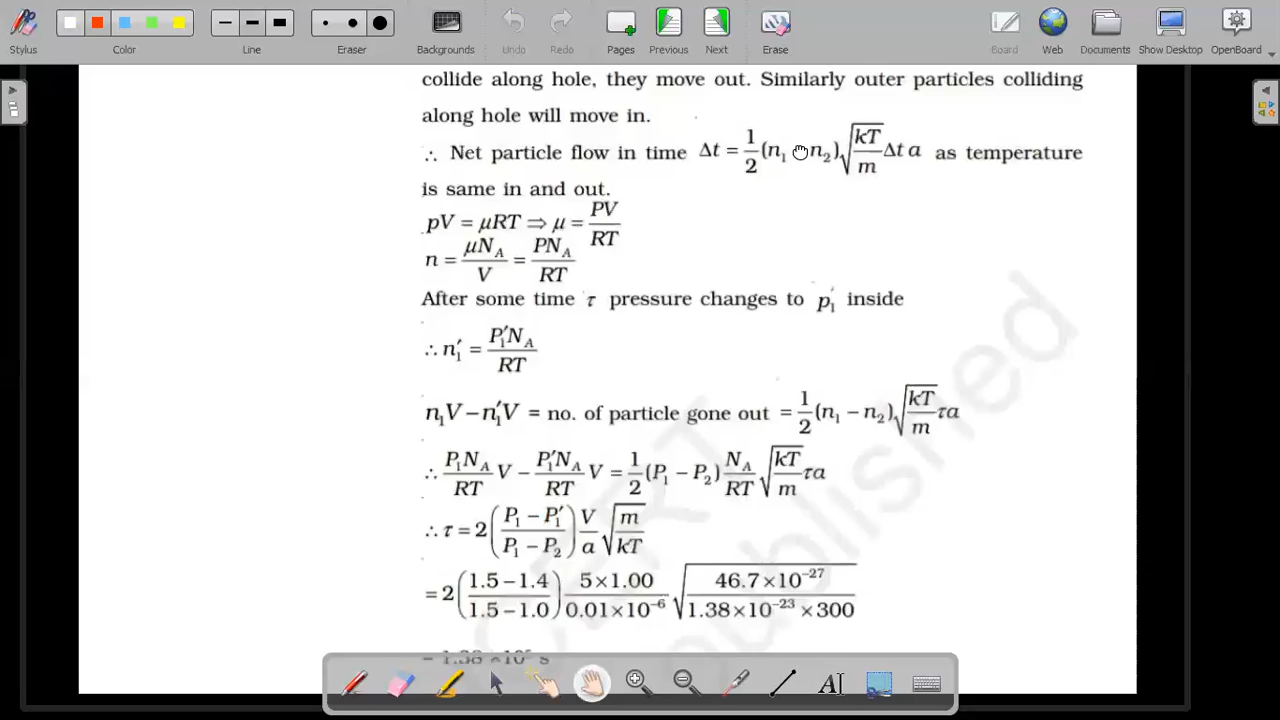 Stylus Color Line Eraser Backgrounds Undo Redo Pages Previous Next Erase Board Web Documents Show Desktop OpenBoard
collide along hole, they move out. Similarly outer particles colliding
along hole will move in.
∴ Net particle flow in time Δt = 1/2 (n₁ n₂) √(kT/m) Δt a as temperature
is same in and out.
pV = μRT ⇒ μ = PV/RT
n = μN_A/V = PN_A/RT
After some time τ pressure changes to p₁′ inside
∴ n₁′ = P₁′N_A/RT
n₁V – n₁′V = no. of particle gone out = 1/2 (n₁ – n₂) √(kT/m) τa
∴ P₁N_A/RT V – P₁′N_A/RT V = 1/2 (P₁ – P₂) N_A/RT √(kT/m) τa
∴ τ = 2 ((P₁ – P₁′)/(P₁ – P₂)) V/a √(m/kT)
= 2 ((1.5 – 1.4)/(1.5 – 1.0)) 5×1.00/0.01×10⁻⁶ √(46.7×10⁻²⁷/1.38×10⁻²³ ×300)